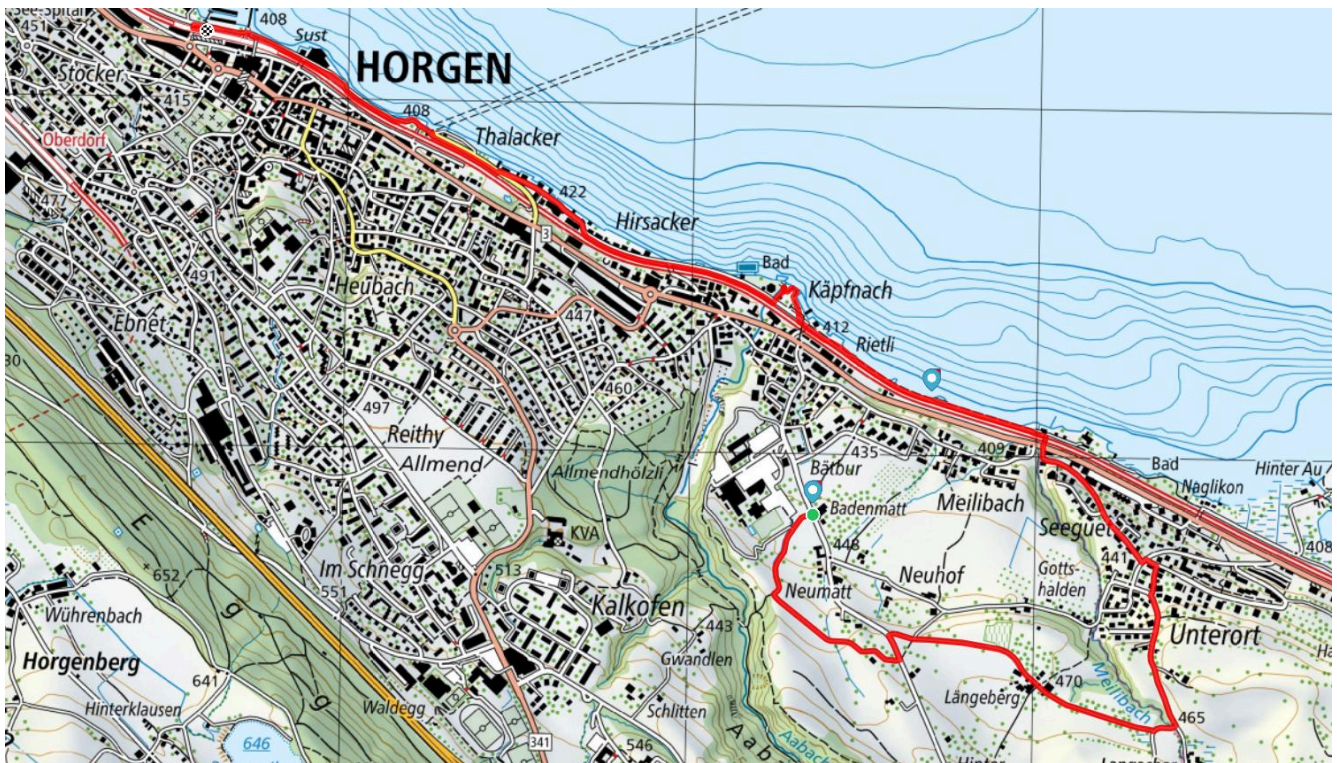 See-Spital
451
408
Sust
HORGEN
Stocker
415
408
Oberdorf
Thalacker
422
477
Hirsacker
3
491
Bad
Heubach
Käpfnach
Ebnet
447
412
Rietli
30
460
497
Reithy
Allmend
Allmendhölzli
435
409
Bätbur
Bad
Naglikon
Hinter Au
Badenmatt
Meilibach
Seeguet
E
KVA
448
441
408
g
652
Im Schnegg
513
551
Neuhof
Gotts-
halden
Neumatt
Wührenbach
Kalkofen
443
Unterort
g
Horgenberg
Gwandlen
641
Längeberg
470
Meilibach
Hinterklausen
g
Waldegg
Schlitten
465
646
341
546
Aab
Aabach
Hinter